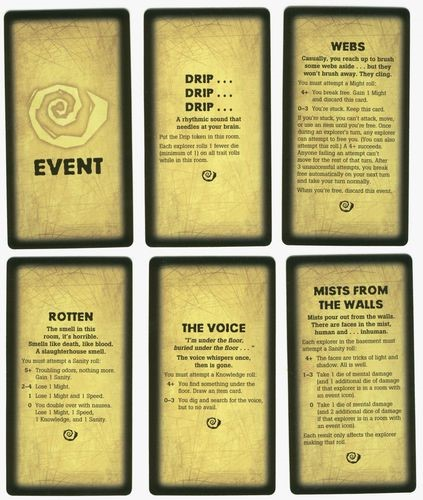 EVENT
DRIP . . .
DRIP . . .
DRIP . . .
A rhythmic sound that
needles at your brain.
Put the Drip token in this room.
Each explorer rolls 1 fewer die
(minimum of 1) on all trait rolls
while in this room.
WEBS
Casually, you reach up to brush
some webs aside . . . but they
won't brush away. They cling.
You must attempt a Might roll:
4+ You break free. Gain 1 Might
and discard this card.
0–3 You're stuck. Keep this card.
If you're stuck, you can't attack, move,
or use an item until you're free. Once
during an explorer's turn, any explorer
can attempt to free you. (You can also
attempt this roll.) A 4+ succeeds.
Anyone failing an attempt can't
move for the rest of that turn. After
3 unsuccessful attempts, you break
free automatically on your next turn
and take your turn normally.
When you're free, discard this event.
ROTTEN
The smell in this
room, it's horrible.
Smells like death, like blood.
A slaughterhouse smell.
You must attempt a Sanity roll:
5+ Troubling odors, nothing more.
Gain 1 Sanity.
2–4 Lose 1 Might.
1 Lose 1 Might and 1 Speed.
0 You double over with nausea.
Lose 1 Might, 1 Speed,
1 Knowledge, and 1 Sanity.
THE VOICE
"I'm under the floor,
buried under the floor . . ."
The voice whispers once,
then is gone.
You must attempt a Knowledge roll:
4+ You find something under the
floor. Draw an item card.
0–3 You dig and search for the voice,
but to no avail.
MISTS FROM
THE WALLS
Mists pour out from the walls.
There are faces in the mist,
human and . . . inhuman.
Each explorer in the basement must
attempt a Sanity roll:
4+ The faces are tricks of light and
shadow. All is well.
1–3 Take 1 die of mental damage
(and 1 additional die of damage
if that explorer is in a room with
an event icon).
0 Take 1 die of mental damage
(and 2 additional dice of damage
if that explorer is in a room with
an event icon).
Each result only affects the explorer
making that roll.